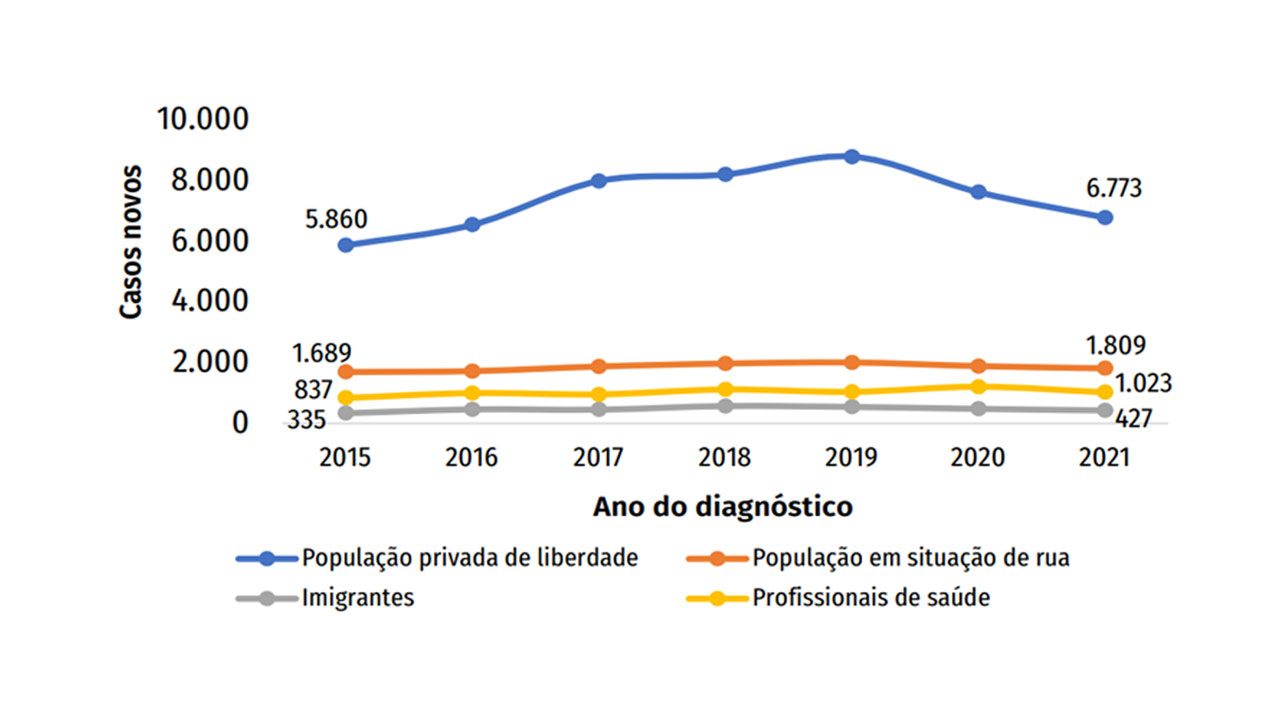 10.000
8.000
6.000
4.000
2.000
0
Casos novos
5.860
6.773
1.689
1.809
837
1.023
335
427
2015 2016 2017 2018 2019 2020 2021
Ano do diagnóstico
População privada de liberdade População em situação de rua
Imigrantes Profissionais de saúde